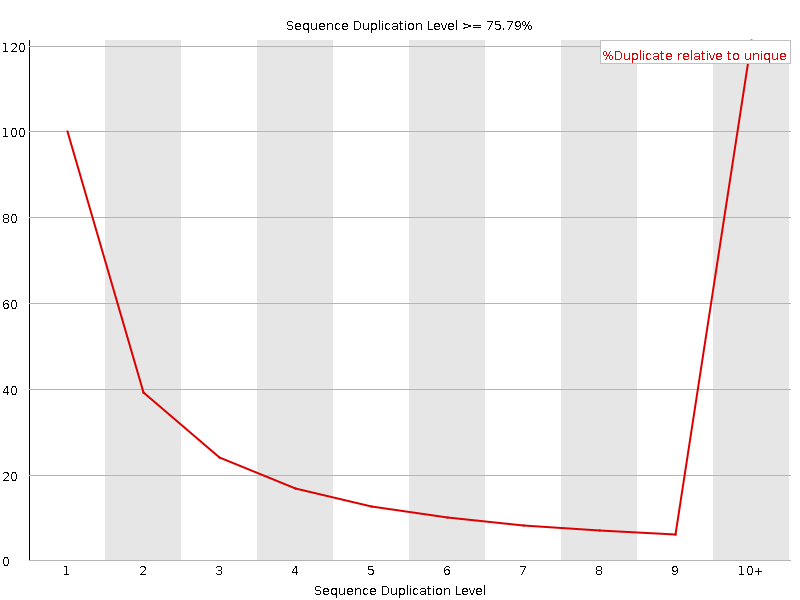 Sequence Duplication Level >= 75.79%
%Duplicate relative to unique
120
100
80
60
40
20
0
1 2 3 4 5 6 7 8 9 10+
Sequence Duplication Level